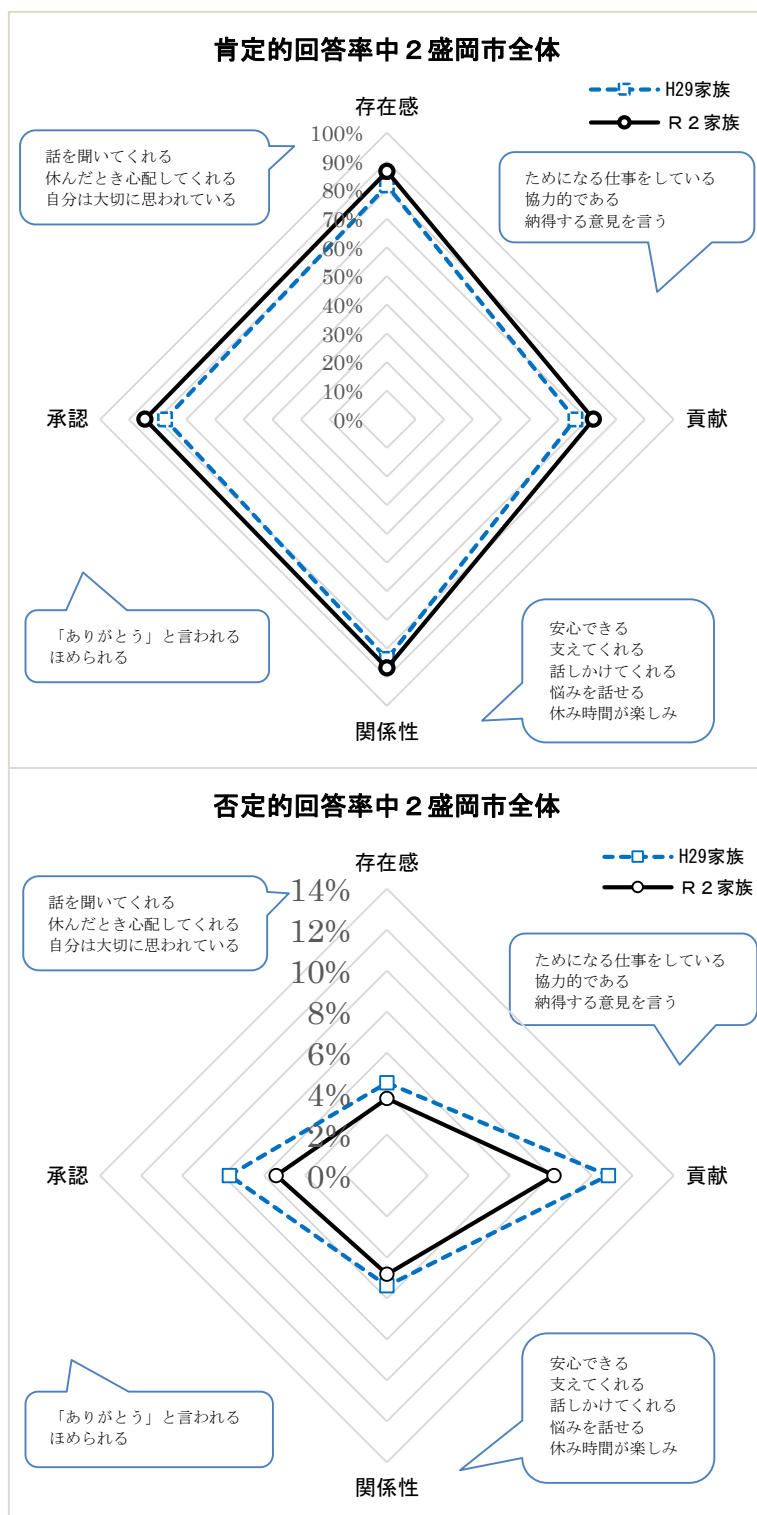 肯定的回答率中２盛岡市全体
H29家族
Ｒ２家族
存在感
100%
90%
80%
70%
60%
50%
40%
30%
20%
10%
0%
話を聞いてくれる
休んだとき心配してくれる
自分は大切に思われている
ためになる仕事をしている
協力的である
納得する意見を言う
承認
貢献
「ありがとう」と言われる
ほめられる
安心できる
支えてくれる
話しかけてくれる
悩みを話せる
休み時間が楽しみ
関係性
否定的回答率中２盛岡市全体
H29家族
Ｒ２家族
存在感
14%
12%
10%
8%
6%
4%
2%
0%
話を聞いてくれる
休んだとき心配してくれる
自分は大切に思われている
ためになる仕事をしている
協力的である
納得する意見を言う
承認
貢献
「ありがとう」と言われる
ほめられる
安心できる
支えてくれる
話しかけてくれる
悩みを話せる
休み時間が楽しみ
関係性